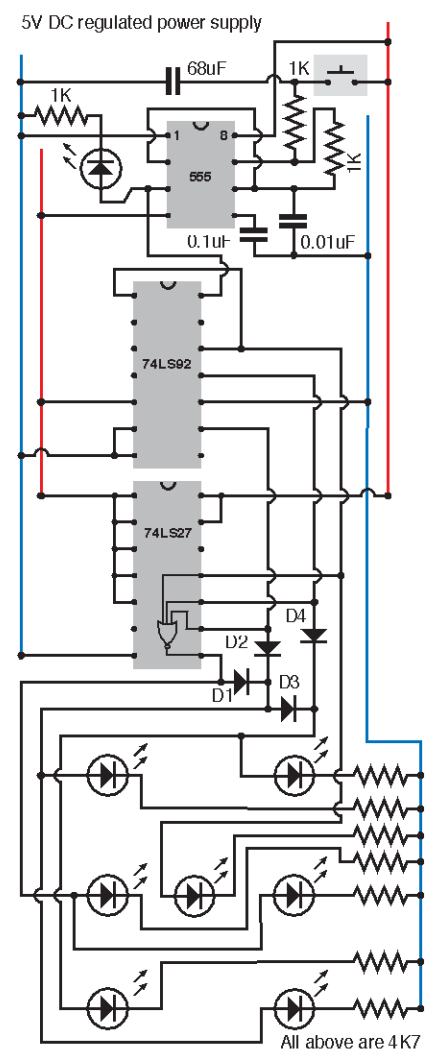 5V DC regulated power supply
68uF
1K
1K
1
8
555
1K
0.1uF
0.01uF
74LS92
74LS27
D4
D2
D1
D3
All above are 4K7